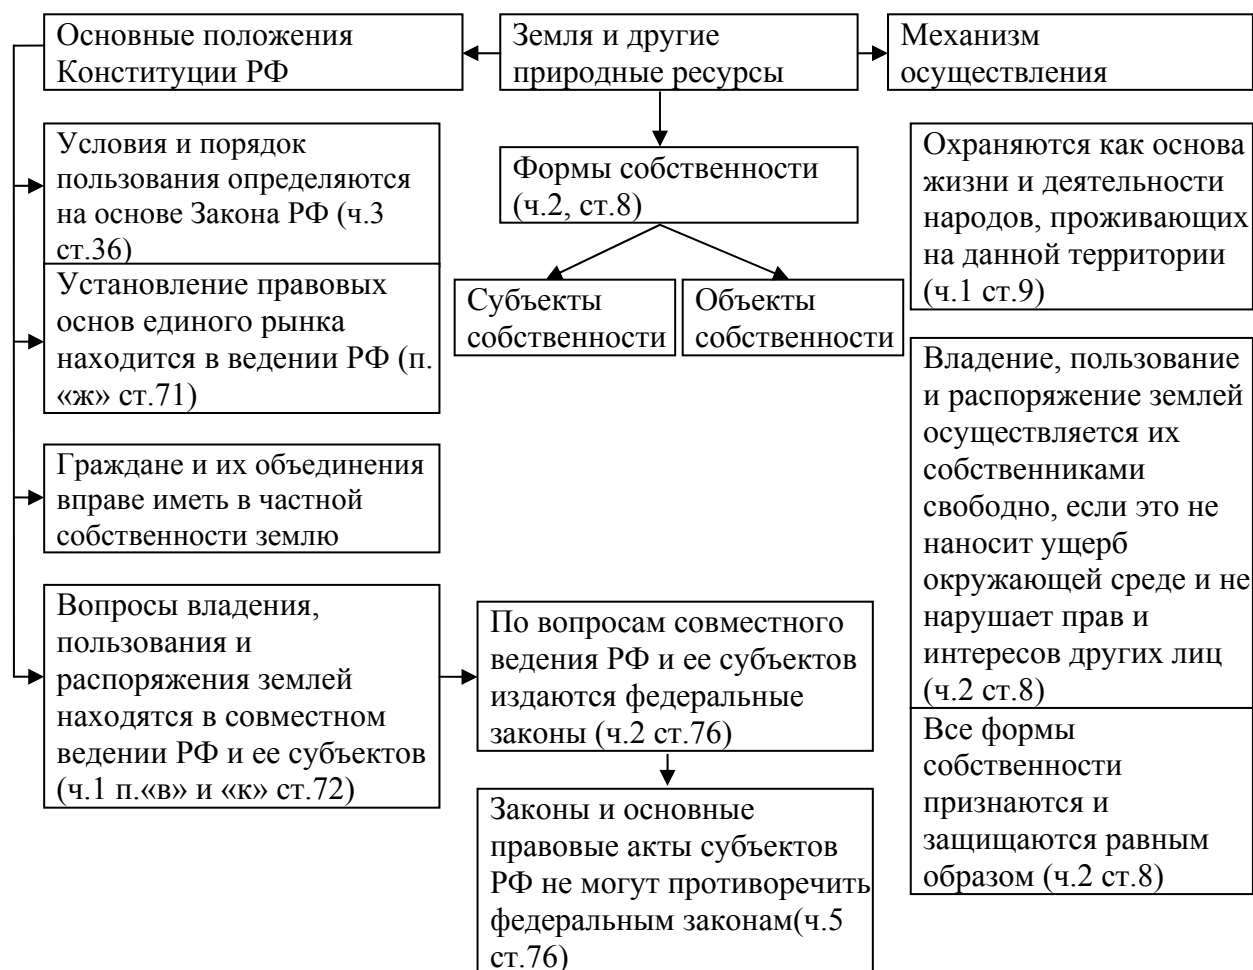 Основные положения
Конституции РФ
Земля и другие
природные ресурсы
Механизм
осуществления
Условия и порядок
пользования определяются
на основе Закона РФ (ч.3
ст.36)
Установление правовых
основ единого рынка
находится в ведении РФ (п.
«ж» ст.71)
Граждане и их объединения
вправе иметь в частной
собственности землю
Вопросы владения,
пользования и
распоряжения землей
находятся в совместном
ведении РФ и ее субъектов
(ч.1 п.«в» и «к» ст.72)
Формы собственности
(ч.2, ст.8)
Субъекты
собственности
Объекты
собственности
По вопросам совместного
ведения РФ и ее субъектов
издаются федеральные
законы (ч.2 ст.76)
Законы и основные
правовые акты субъектов
РФ не могут противоречить
федеральным законам(ч.5
ст.76)
Охраняются как основа
жизни и деятельности
народов, проживающих
на данной территории
(ч.1 ст.9)
Владение, пользование
и распоряжение землей
осуществляется их
собственниками
свободно, если это не
наносит ущерб
окружающей среде и не
нарушает прав и
интересов других лиц
(ч.2 ст.8)
Все формы
собственности
признаются и
защищаются равным
образом (ч.2 ст.8)